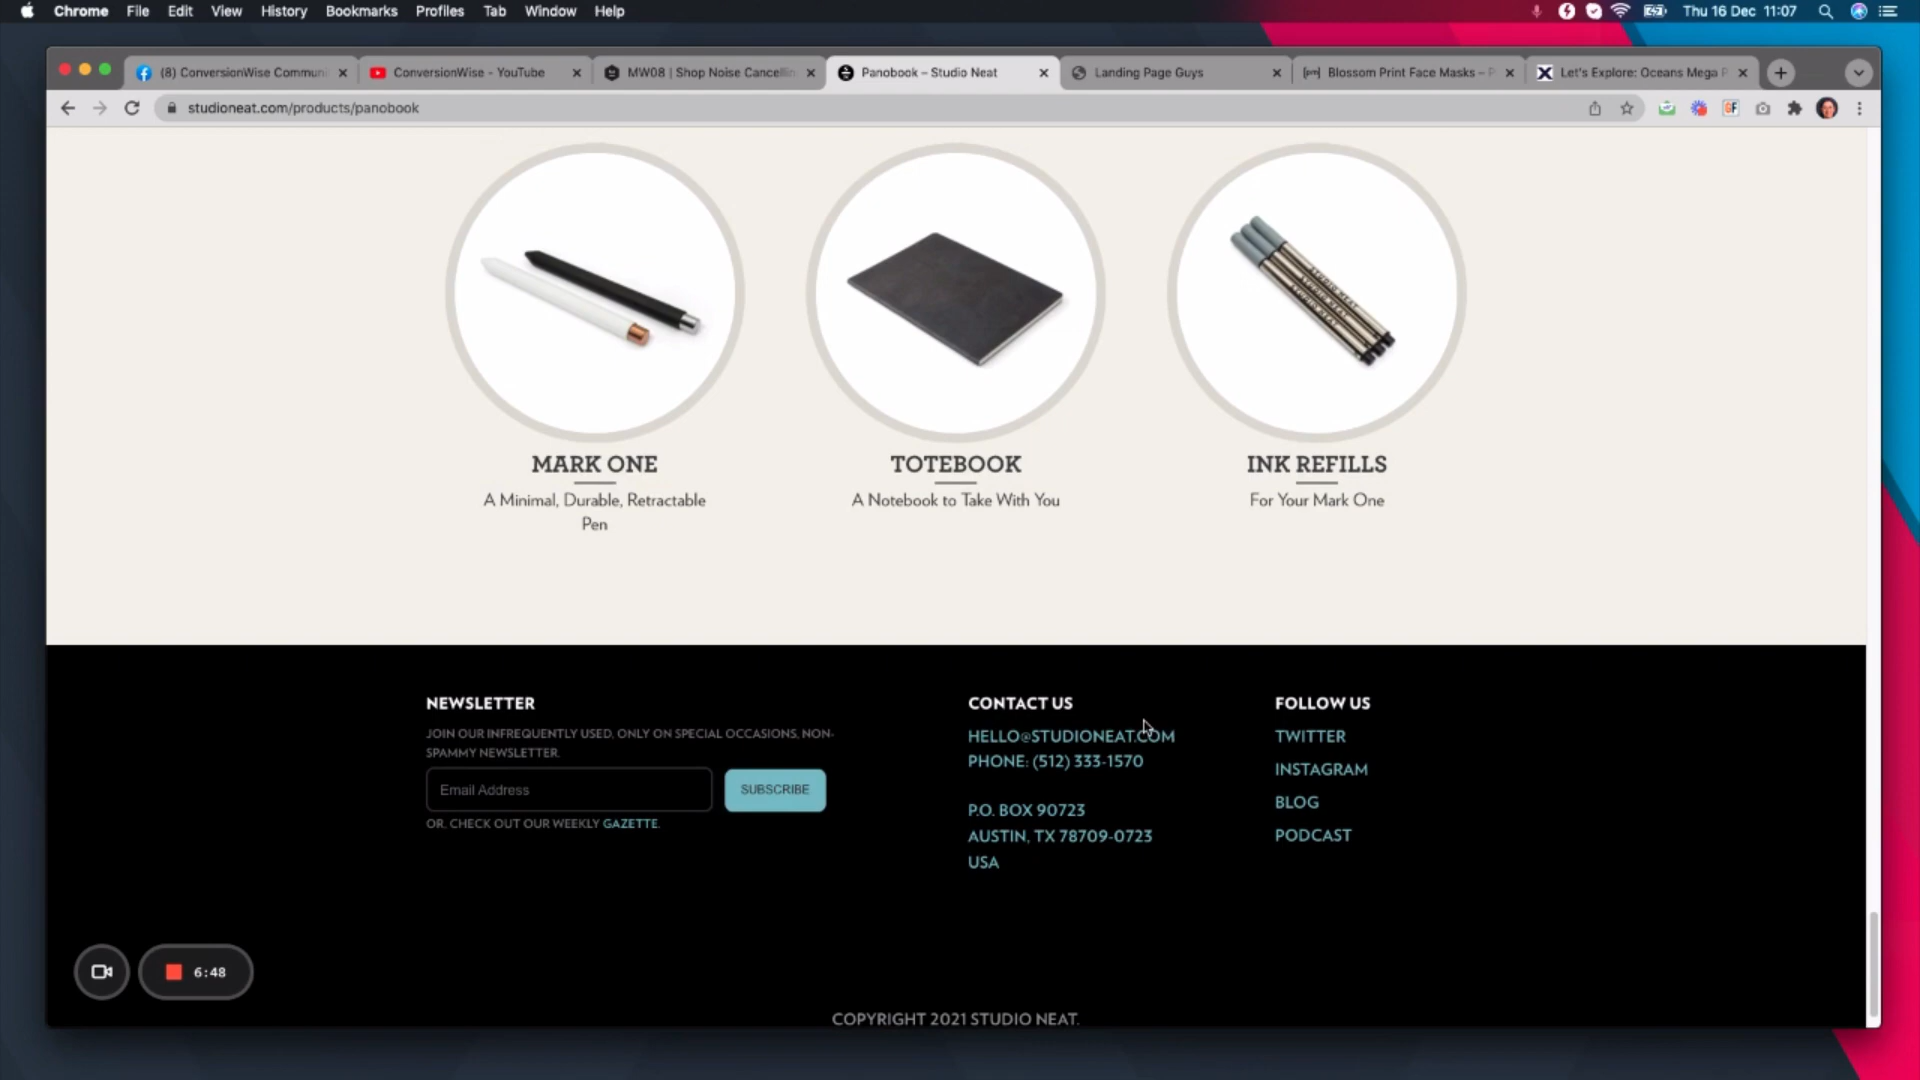 Chrome File Edit View History Bookmarks Profiles Tab Window Help Thu 16 Dec 11:07
(8) ConversionWise Communi ConversionWise - YouTube MW08 | Shop Noise Cancellin Panobook – Studio Neat Landing Page Guys Blossom Print Face Masks – P Let's Explore: Oceans Mega P
studioneat.com/products/panobook
MARK ONE
A Minimal, Durable, Retractable
Pen
TOTEBOOK
A Notebook to Take With You
INK REFILLS
For Your Mark One
NEWSLETTER
JOIN OUR INFREQUENTLY USED, ONLY ON SPECIAL OCCASIONS, NON-
SPAMMY NEWSLETTER.
Email Address SUBSCRIBE
OR, CHECK OUT OUR WEEKLY GAZETTE.
CONTACT US
HELLO@STUDIONEAT.COM
PHONE: (512) 333-1570
P.O. BOX 90723
AUSTIN, TX 78709-0723
USA
FOLLOW US
TWITTER
INSTAGRAM
BLOG
PODCAST
6:48
COPYRIGHT 2021 STUDIO NEAT.